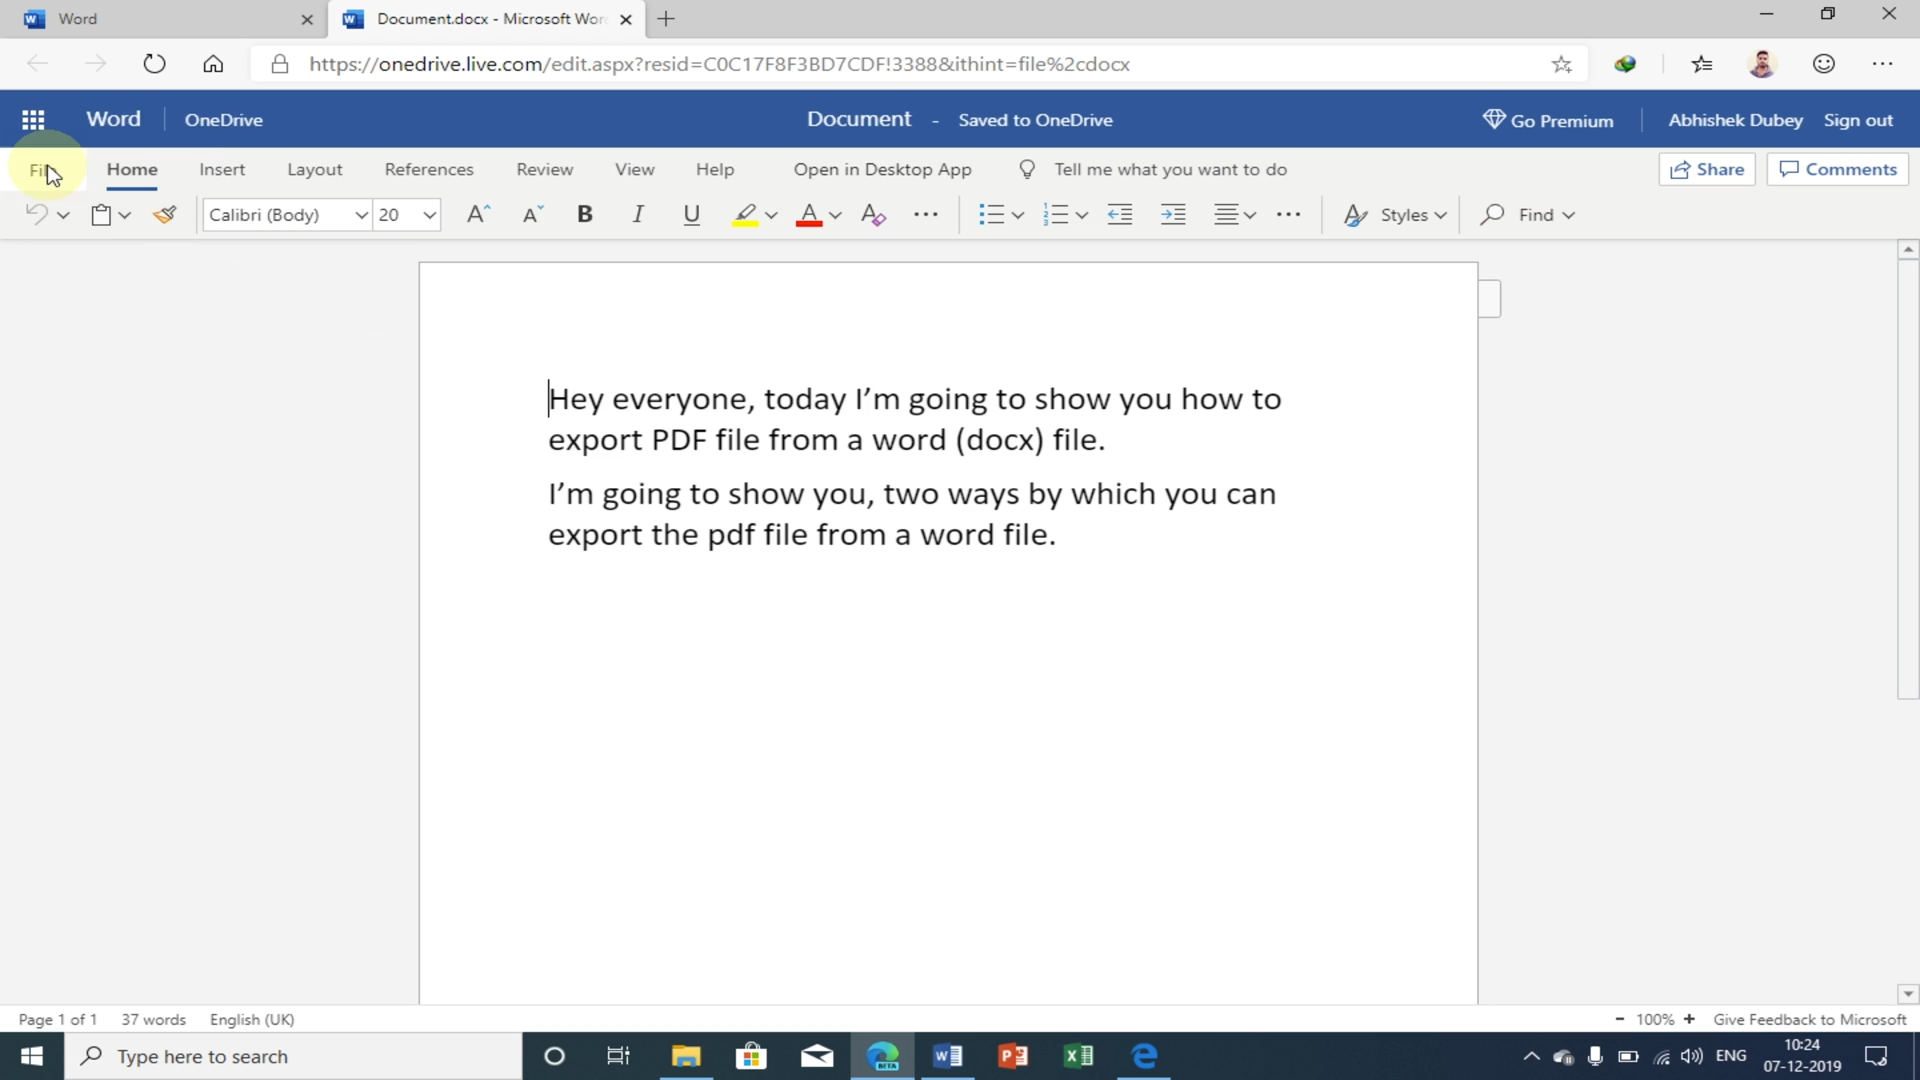 Word
Document.docx - Microsoft Wor
https://onedrive.live.com/edit.aspx?resid=C0C17F8F3BD7CDF!3388&ithint=file%2cdocx
Word OneDrive Document - Saved to OneDrive Go Premium Abhishek Dubey Sign out
Home Insert Layout References Review View Help Open in Desktop App Tell me what you want to do Share Comments
Calibri (Body) 20 A A B I U A A Styles Find
Hey everyone, today I’m going to show you how to
export PDF file from a word (docx) file.
I’m going to show you, two ways by which you can
export the pdf file from a word file.
Page 1 of 1 37 words English (UK) - 100% + Give Feedback to Microsoft
Type here to search BETA ENG 10:24
07-12-2019